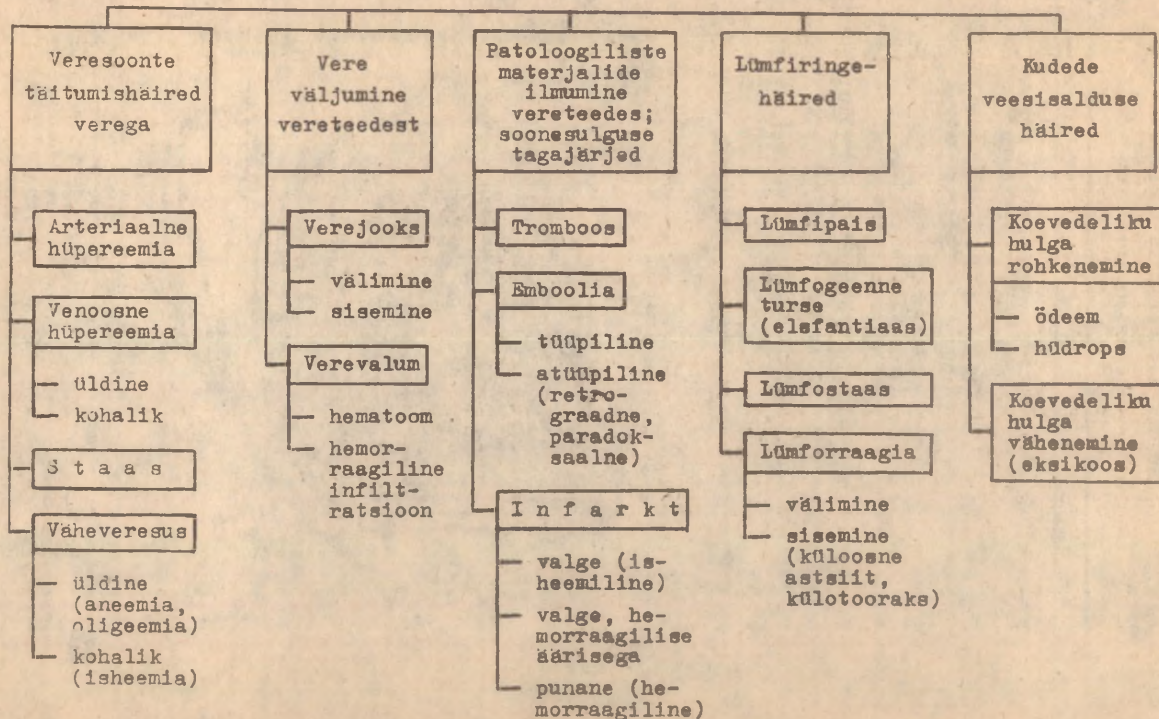 Veresoonte
täitumishäired
verega
Arteriaalne
hüpereemia
Venoosne
hüpereemia
— üldine
— kohalik
S t a a s
Väheveresus
— üldine
(aneemia,
oligeemia)
— kohalik
(isheemia)
Vere
väljumine
vereteedest
Verejooks
— välimine
— sisemine
Verevalum
— hematoom
— hemor-
raagiline
infilt-
ratsioon
Patoloogiliste
materjalide
ilmumine
vereteedes;
soonesulguse
tagajärjed
Tromboos
Emboolia
— tüüpiline
— atüüpiline
(retro-
graadne,
paradok-
saalne)
I n f a r k t
— valge (is-
heemiline)
— valge, he-
morraagilise
äärisega
— punane (he-
morraagiline)
Lümfiringe-
häired
Lümfipais
Lümfogeenne
turse
(elefantiaas)
Lümfostaas
Lümforraagia
— välimine
— sisemine
(küloosne
astsiit,
külotooraks)
Kudede
veesisalduse
häired
Koevedeliku
hulga
rohkenemine
— ödeem
— hüdrops
Koevedeliku
hulga
vähenemine
(eksikoos)